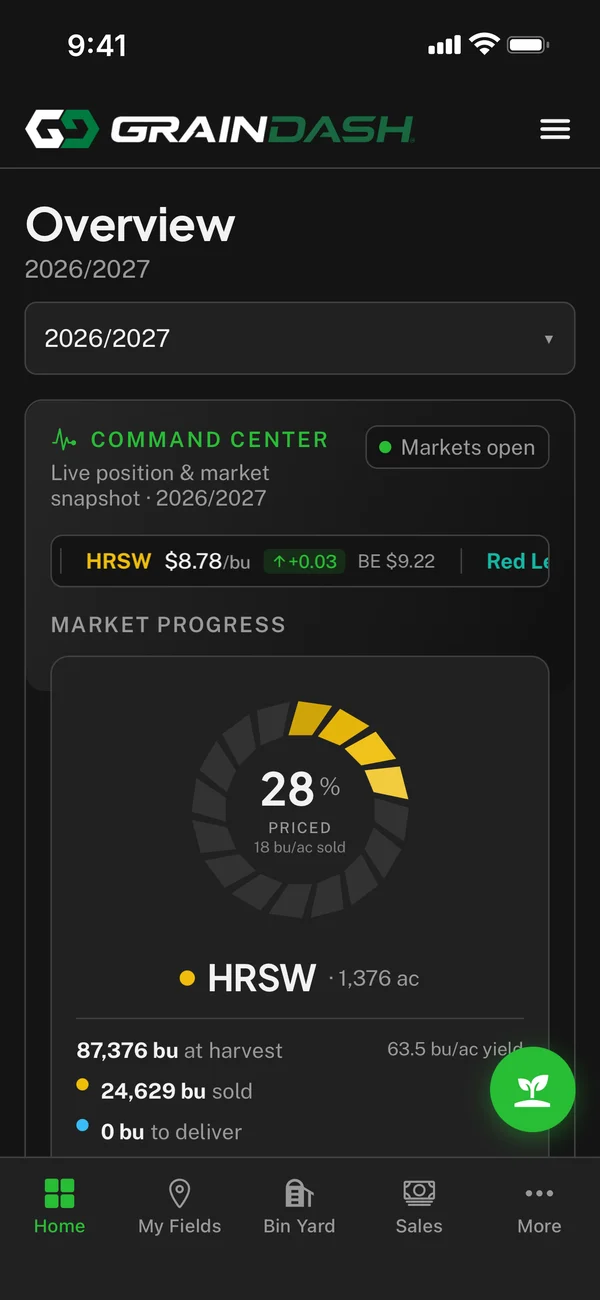 9:41
GRAINDASH
Overview
2026/2027
2026/2027
COMMAND CENTER
Markets open
Live position & market
snapshot · 2026/2027
HRSW $8.78/bu ↑+0.03 BE $9.22 Red Le
MARKET PROGRESS
28%
PRICED
18 bu/ac sold
HRSW · 1,376 ac
87,376 bu at harvest 63.5 bu/ac yield
24,629 bu sold
0 bu to deliver
Home My Fields Bin Yard Sales More